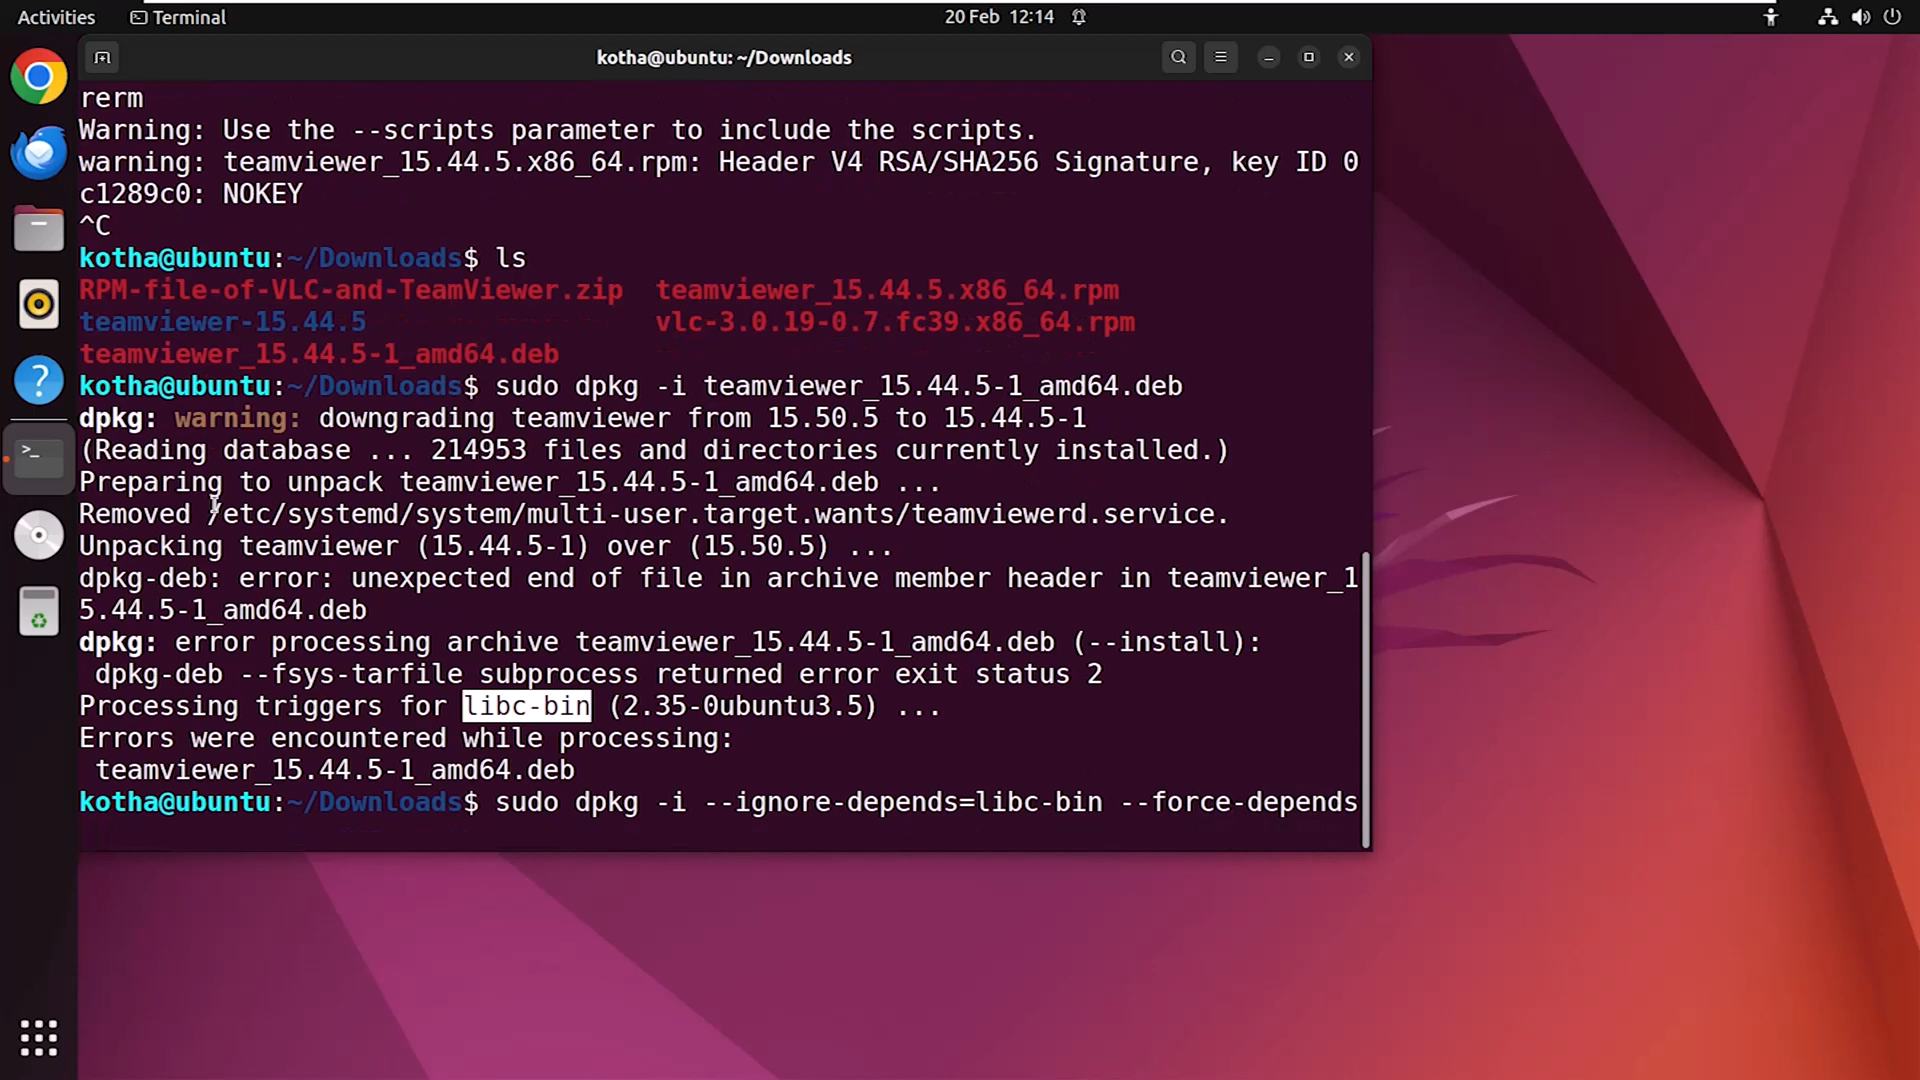 Activities Terminal 20 Feb 12:14
kotha@ubuntu: ~/Downloads
rerm
Warning: Use the --scripts parameter to include the scripts.
warning: teamviewer_15.44.5.x86_64.rpm: Header V4 RSA/SHA256 Signature, key ID 0
c1289c0: NOKEY
^C
kotha@ubuntu:~/Downloads$ ls
RPM-file-of-VLC-and-TeamViewer.zip teamviewer_15.44.5.x86_64.rpm
teamviewer-15.44.5 vlc-3.0.19-0.7.fc39.x86_64.rpm
teamviewer_15.44.5-1_amd64.deb
kotha@ubuntu:~/Downloads$ sudo dpkg -i teamviewer_15.44.5-1_amd64.deb
dpkg: warning: downgrading teamviewer from 15.50.5 to 15.44.5-1
(Reading database ... 214953 files and directories currently installed.)
Preparing to unpack teamviewer_15.44.5-1_amd64.deb ...
Removed /etc/systemd/system/multi-user.target.wants/teamviewerd.service.
Unpacking teamviewer (15.44.5-1) over (15.50.5) ...
dpkg-deb: error: unexpected end of file in archive member header in teamviewer_1
5.44.5-1_amd64.deb
dpkg: error processing archive teamviewer_15.44.5-1_amd64.deb (--install):
dpkg-deb --fsys-tarfile subprocess returned error exit status 2
Processing triggers for libc-bin (2.35-0ubuntu3.5) ...
Errors were encountered while processing:
teamviewer_15.44.5-1_amd64.deb
kotha@ubuntu:~/Downloads$ sudo dpkg -i --ignore-depends=libc-bin --force-depends